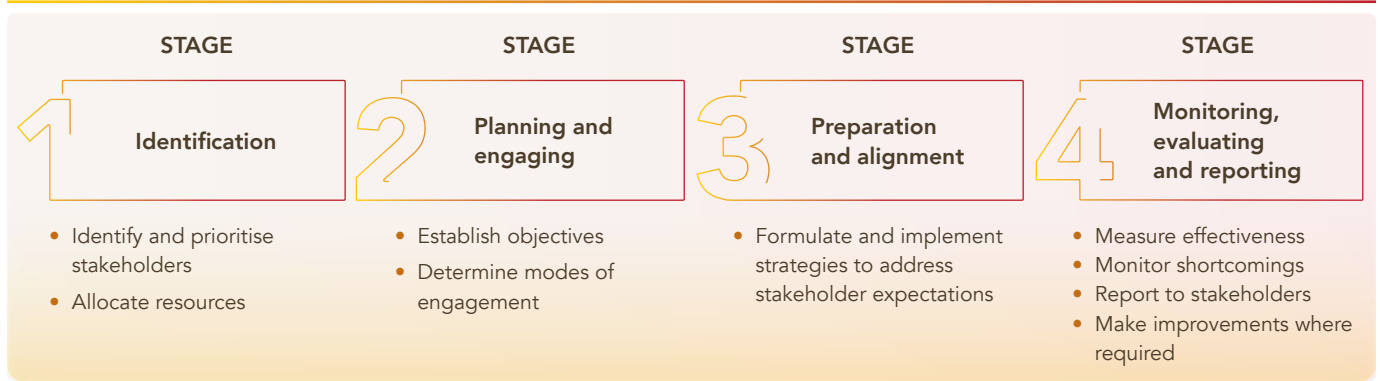 STAGE
1
Identification
• Identify and prioritise
stakeholders
• Allocate resources
STAGE
2
Planning and
engaging
• Establish objectives
• Determine modes of
engagement
STAGE
3
Preparation
and alignment
• Formulate and implement
strategies to address
stakeholder expectations
STAGE
4
Monitoring,
evaluating
and reporting
• Measure effectiveness
• Monitor shortcomings
• Report to stakeholders
• Make improvements where
required